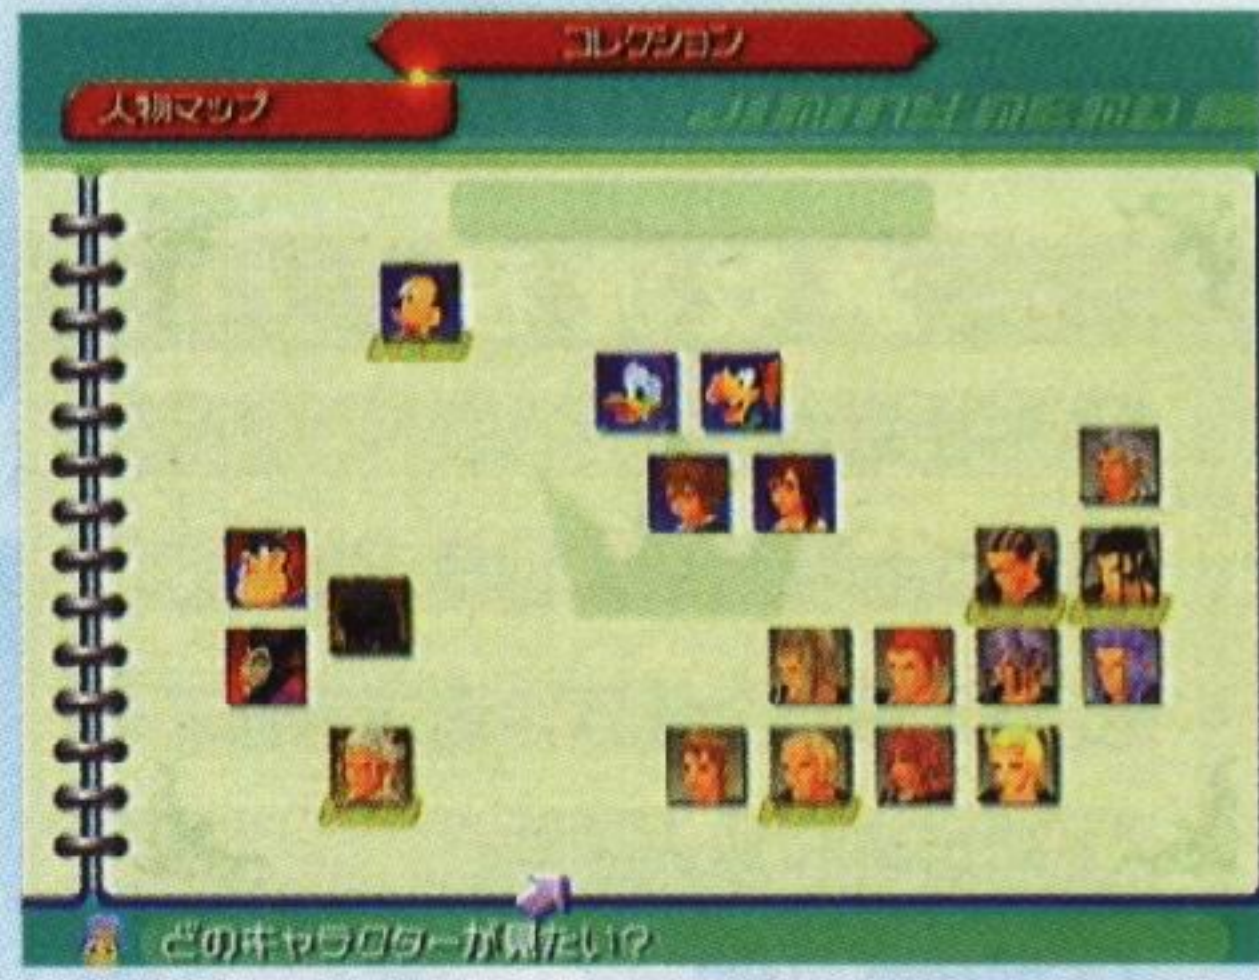 コレクション
人物マップ
どのキャラクターが見たい?